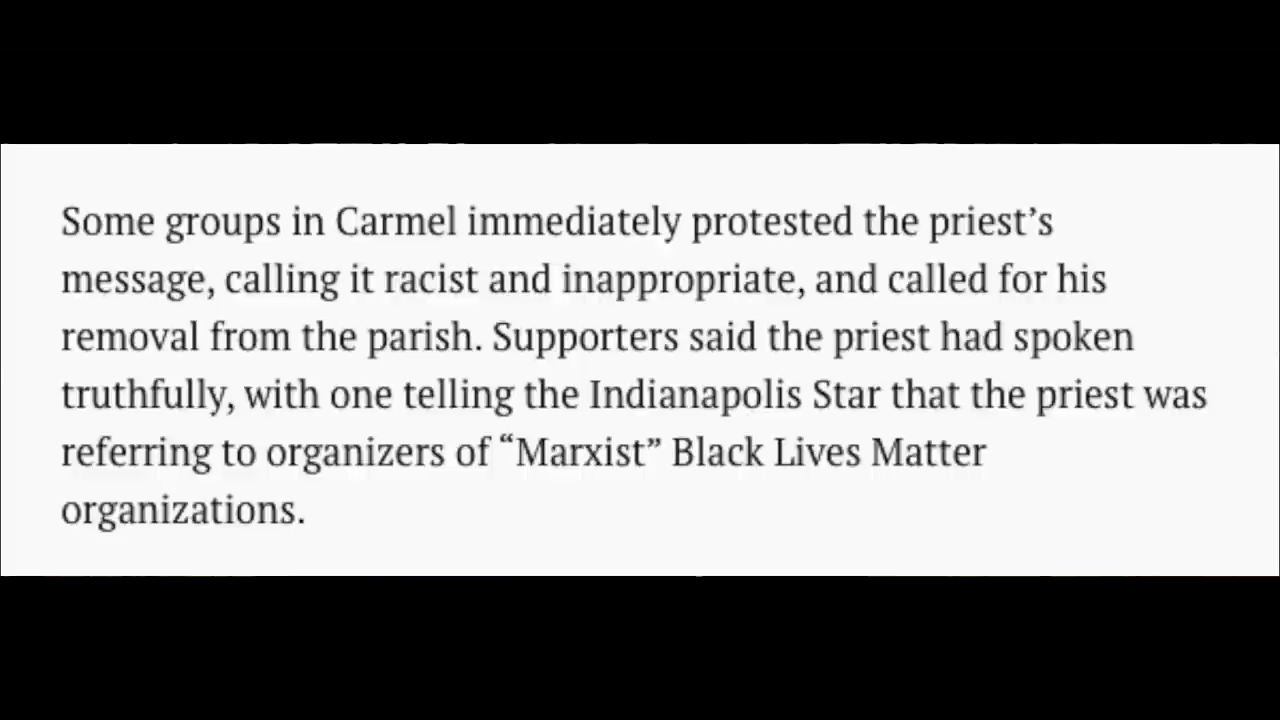 Some groups in Carmel immediately protested the priest’s
message, calling it racist and inappropriate, and called for his
removal from the parish. Supporters said the priest had spoken
truthfully, with one telling the Indianapolis Star that the priest was
referring to organizers of “Marxist” Black Lives Matter
organizations.